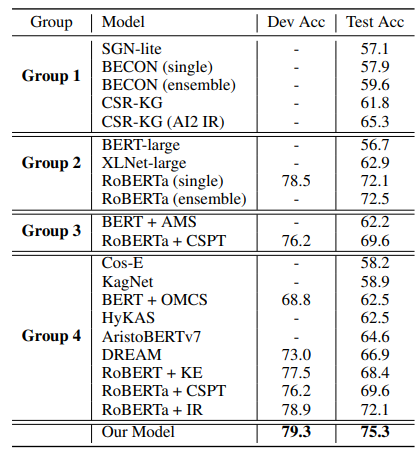 Group Model Dev Acc Test Acc
Group 1
SGN-lite - 57.1
BECON (single) - 57.9
BECON (ensemble) - 59.6
CSR-KG - 61.8
CSR-KG (AI2 IR) - 65.3
Group 2
BERT-large - 56.7
XLNet-large - 62.9
RoBERTa (single) 78.5 72.1
RoBERTa (ensemble) - 72.5
Group 3
BERT + AMS - 62.2
RoBERTa + CSPT 76.2 69.6
Group 4
Cos-E - 58.2
KagNet - 58.9
BERT + OMCS 68.8 62.5
HyKAS - 62.5
AristoBERTv7 - 64.6
DREAM 73.0 66.9
RoBERT + KE 77.5 68.4
RoBERTa + CSPT 76.2 69.6
RoBERTa + IR 78.9 72.1
Our Model 79.3 75.3